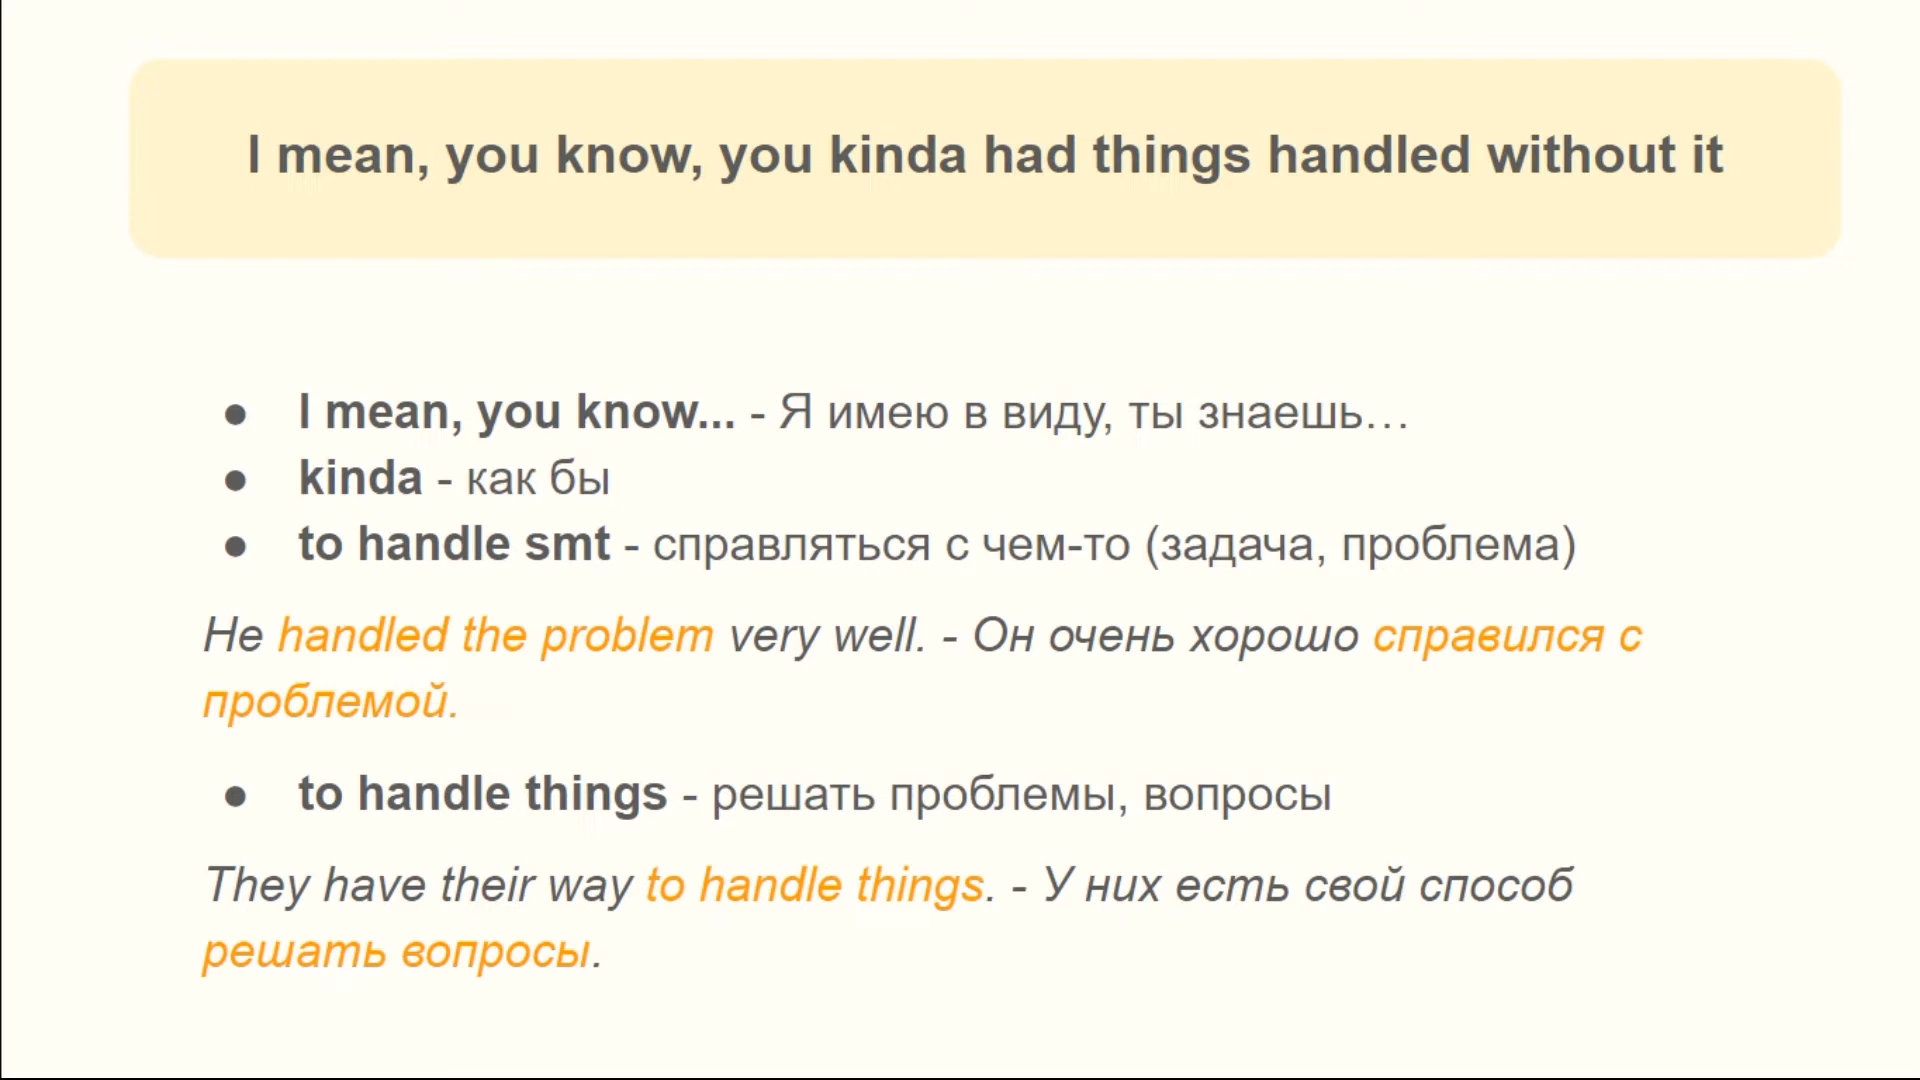 I mean, you know, you kinda had things handled without it
● I mean, you know... - Я имею в виду, ты знаешь…
● kinda - как бы
● to handle smt - справляться с чем-то (задача, проблема)
He handled the problem very well. - Он очень хорошо справился с
проблемой.
● to handle things - решать проблемы, вопросы
They have their way to handle things. - У них есть свой способ
решать вопросы.